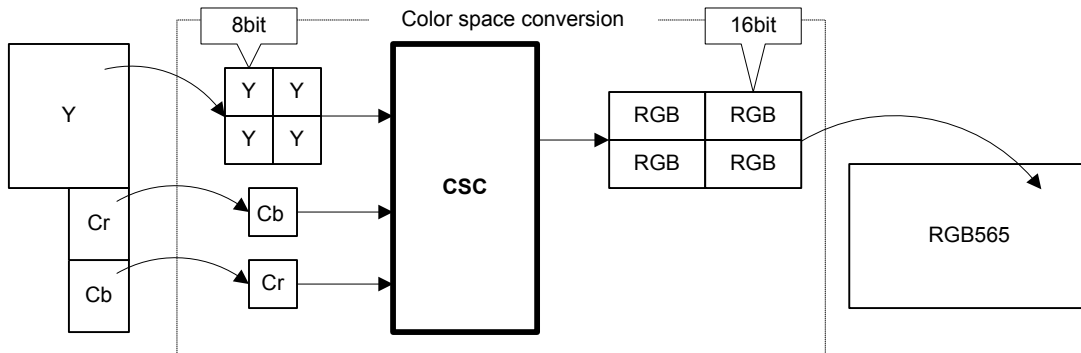 Color space conversion
8bit
16bit
Y
Y Y
Y Y
RGB RGB
RGB RGB
CSC
Cr
Cb
Cb
Cr
RGB565